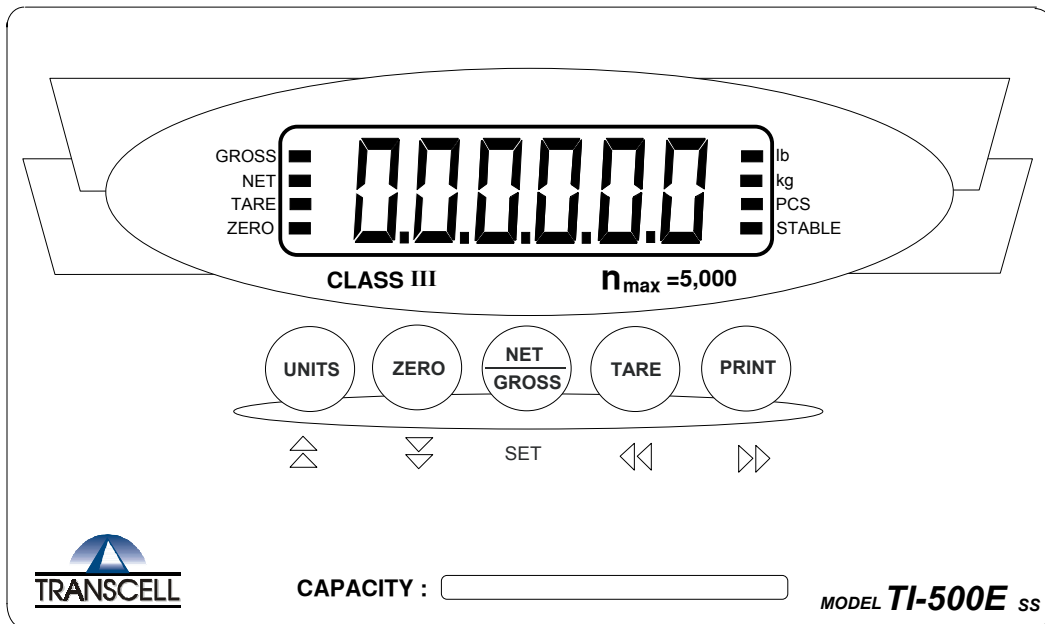 GROSS
NET
TARE
ZERO
0.0.0.0.0.0
lb
kg
PCS
STABLE
CLASS III
nmax =5,000
UNITS
ZERO
NET
GROSS
TARE
PRINT
SET
TRANSCELL
CAPACITY :
MODEL TI-500E SS